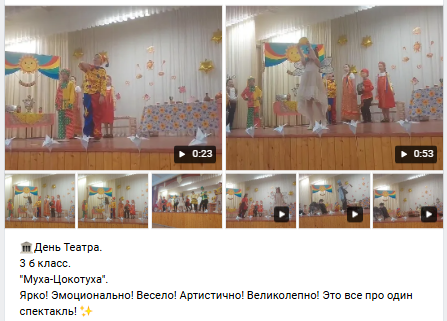 0:23
0:53
🏛️День Театра.
3 б класс.
"Муха-Цокотуха".
Ярко! Эмоционально! Весело! Артистично! Великолепно! Это все про один
спектакль! ✨